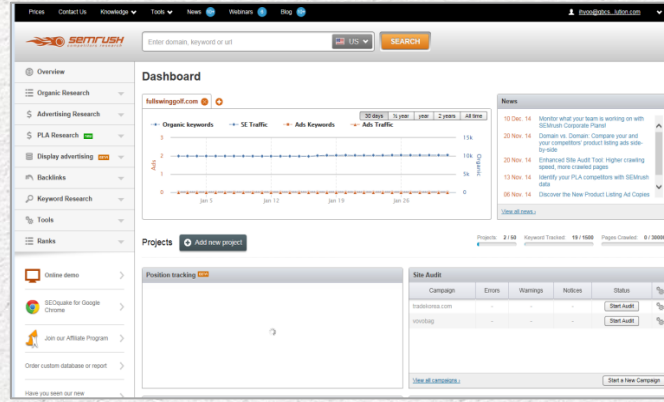 Prices Contact Us Knowledge Tools News Webinars Blog
semrush
competitors research
Enter domain, keyword or url
US
SEARCH
Overview
Organic Research
Advertising Research
PLA Research
Display advertising
Backlinks
Keyword Research
Tools
Ranks
Online demo
SEOquake for Google
Chrome
Join our Affiliate Program
Order custom database or report
Have you seen our new
Dashboard
fullswinggolf.com
30 days ½ year year 2 years All time
Organic keywords SE Traffic Ads Keywords Ads Traffic
3
2
1
0
Ads
15k
10k
5k
0
Organic
Jan 5 Jan 12 Jan 19 Jan 26
News
10 Dec. 14 Monitor what your team is working on with
SEMrush Corporate Plans!
20 Nov. 14 Domain vs. Domain. Compare your and
your competitors' product listing ads side-
by-side
20 Nov. 14 Enhanced Site Audit Tool: Higher crawling
speed, more crawled pages
13 Nov. 14 Identify your PLA competitors with SEMrush
data
06 Nov. 14 Discover the New Product Listing Ad Copies
View all news
Projects Add new project
Projects: 2 / 50 Keyword Tracked: 19 / 1500 Pages Crawled:
Position tracking
Site Audit
Campaign Errors Warnings Notices Status
tradekorea.com - - - Start Audit
vovobag - - - Start Audit
View all campaigns
Start a New Campaign